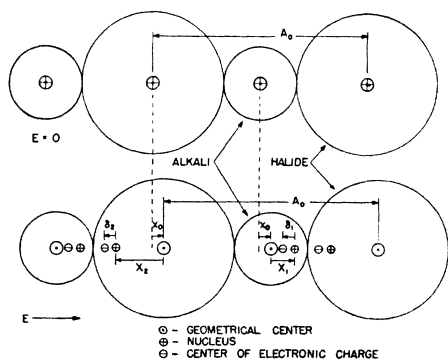 A₀
E = 0
ALKALI
HALIDE
A₀
δ₂
X₀
X₀
δ₁
X₂
X₁
E
⊙ - GEOMETRICAL CENTER
⊕ - NUCLEUS
⊖ - CENTER OF ELECTRONIC CHARGE